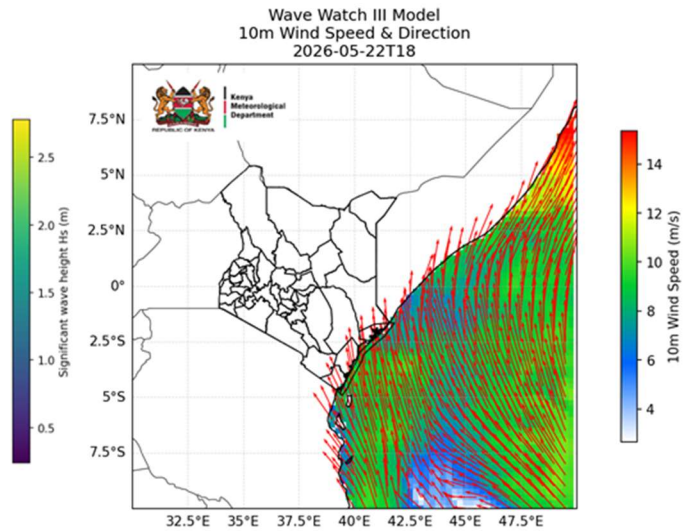 Wave Watch III Model
10m Wind Speed & Direction
2026-05-22T18
Kenya
Meteorological
Department
REPUBLIC OF KENYA
7.5°N
5°N
2.5°N
0°
2.5°S
5°S
7.5°S
32.5°E
35°E
37.5°E
40.0°E
42.5°E
45.0°E
47.5°E
2.5
2.0
1.5
1.0
0.5
Significant wave height Hs (m)
14
12
10
8
6
4
10m Wind Speed (m/s)